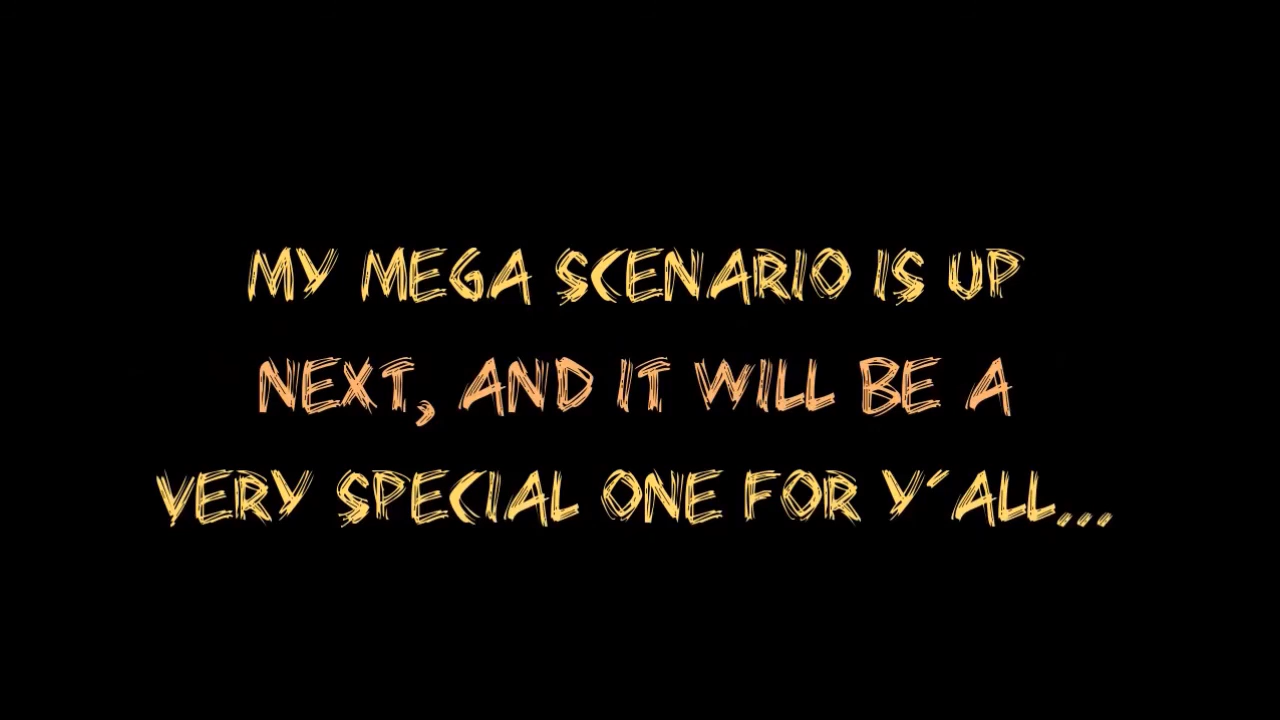 MY MEGA SCENARIO IS UP
NEXT, AND IT WILL BE A
VERY SPECIAL ONE FOR Y'ALL...